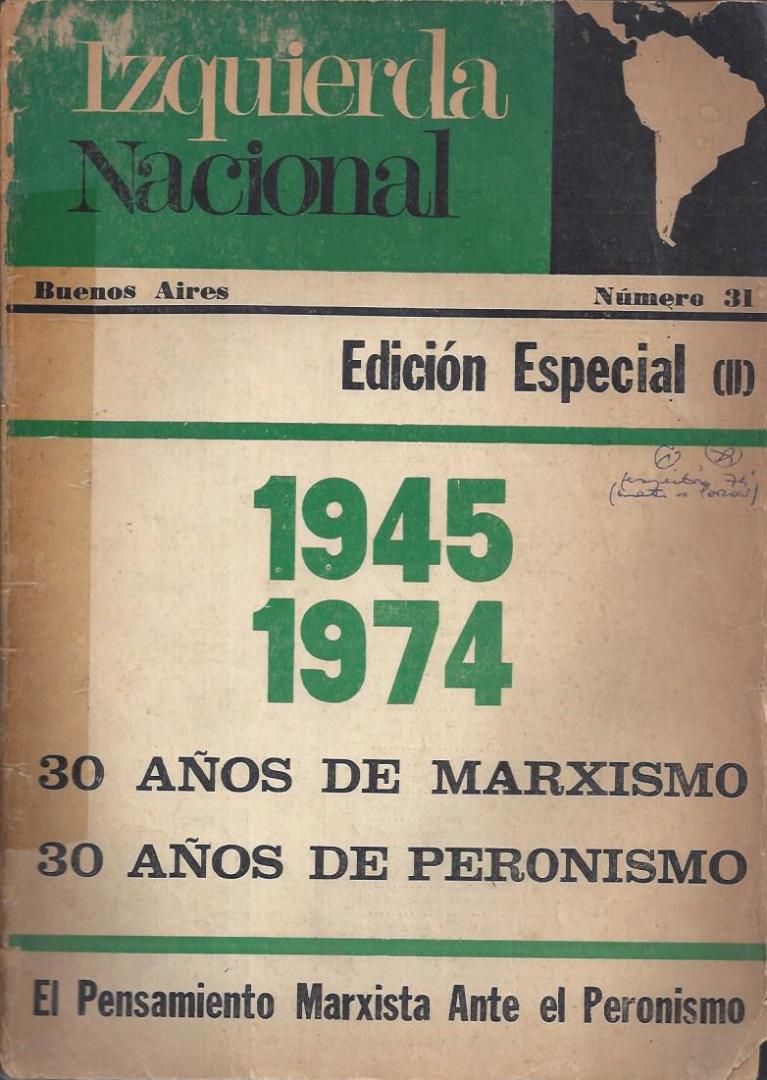 Izquierda
Nacional
Buenos Aires Número 31
Edición Especial (II)
1945
1974
30 AÑOS DE MARXISMO
30 AÑOS DE PERONISMO
El Pensamiento Marxista Ante el Peronismo